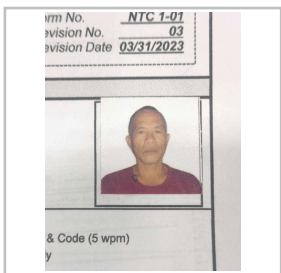 orm No. NTC 1-01
evision No. 03
evision Date 03/31/2023
& Code (5 wpm)
y